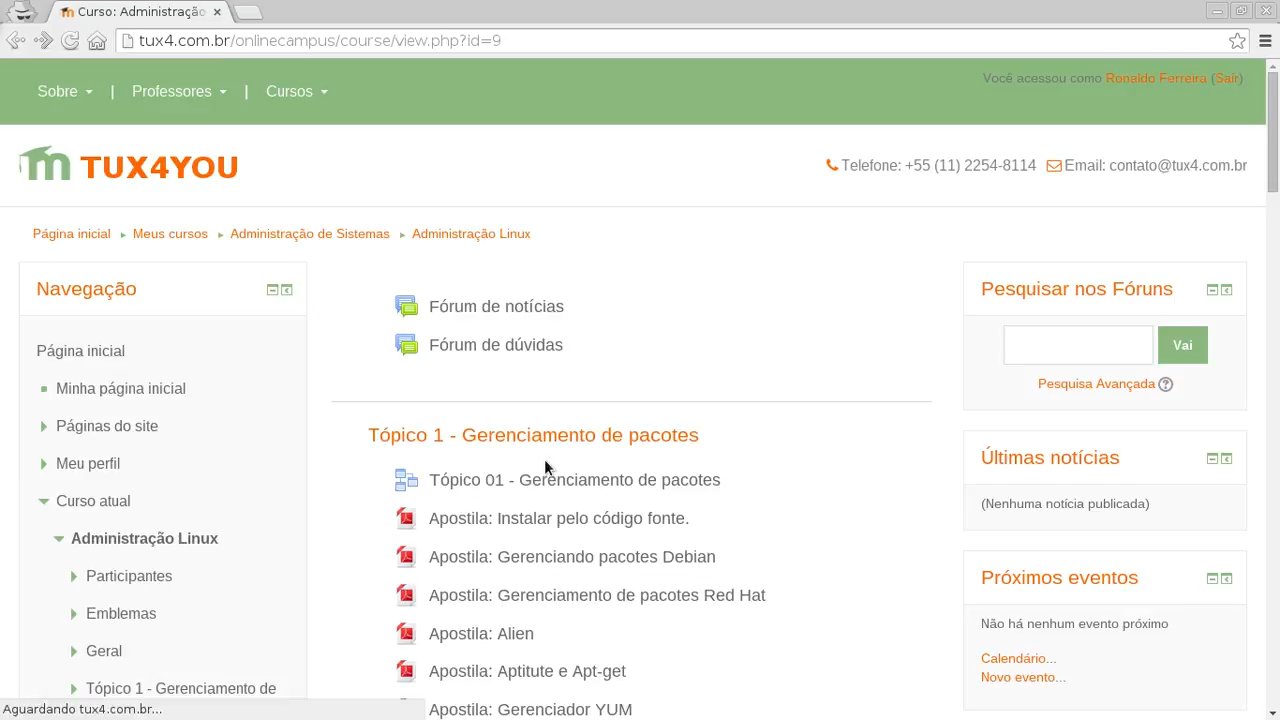 Curso: Administração
tux4.com.br/onlinecampus/course/view.php?id=9
Você acessou como Ronaldo Ferreira (Sair)
Sobre | Professores | Cursos
TUX4YOU
Telefone: +55 (11) 2254-8114 Email: contato@tux4.com.br
Página inicial Meus cursos Administração de Sistemas Administração Linux
Navegação
Página inicial
Minha página inicial
Páginas do site
Meu perfil
Curso atual
Administração Linux
Participantes
Emblemas
Geral
Tópico 1 - Gerenciamento de
Fórum de notícias
Fórum de dúvidas
Tópico 1 - Gerenciamento de pacotes
Tópico 01 - Gerenciamento de pacotes
Apostila: Instalar pelo código fonte.
Apostila: Gerenciando pacotes Debian
Apostila: Gerenciamento de pacotes Red Hat
Apostila: Alien
Apostila: Aptitute e Apt-get
Apostila: Gerenciador YUM
Pesquisar nos Fóruns
Vai
Pesquisa Avançada
Últimas notícias
(Nenhuma notícia publicada)
Próximos eventos
Não há nenhum evento próximo
Calendário...
Novo evento...
Aguardando tux4.com.br...